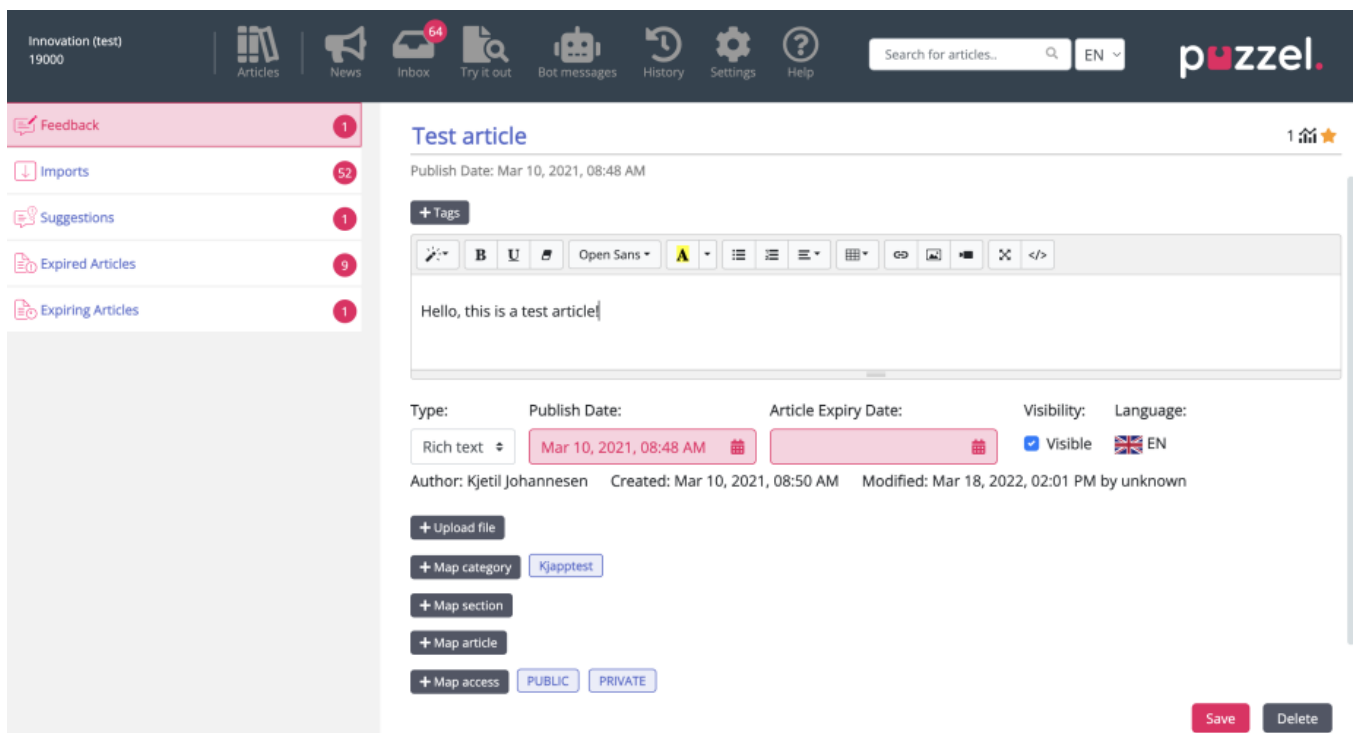 Innovation (test)
19000
Articles
News
64
Inbox
Try it out
Bot messages
History
Settings
Help
Search for articles..
EN
puzzel.
Feedback 1
Imports 52
Suggestions 1
Expired Articles 9
Expiring Articles 1
Test article
1
Publish Date: Mar 10, 2021, 08:48 AM
+ Tags
B U Open Sans A </>
Hello, this is a test article!
Type: Publish Date: Article Expiry Date: Visibility: Language:
Rich text Mar 10, 2021, 08:48 AM Visible EN
Author: Kjetil Johannesen Created: Mar 10, 2021, 08:50 AM Modified: Mar 18, 2022, 02:01 PM by unknown
+ Upload file
+ Map category Kjapptest
+ Map section
+ Map article
+ Map access PUBLIC PRIVATE
Save Delete